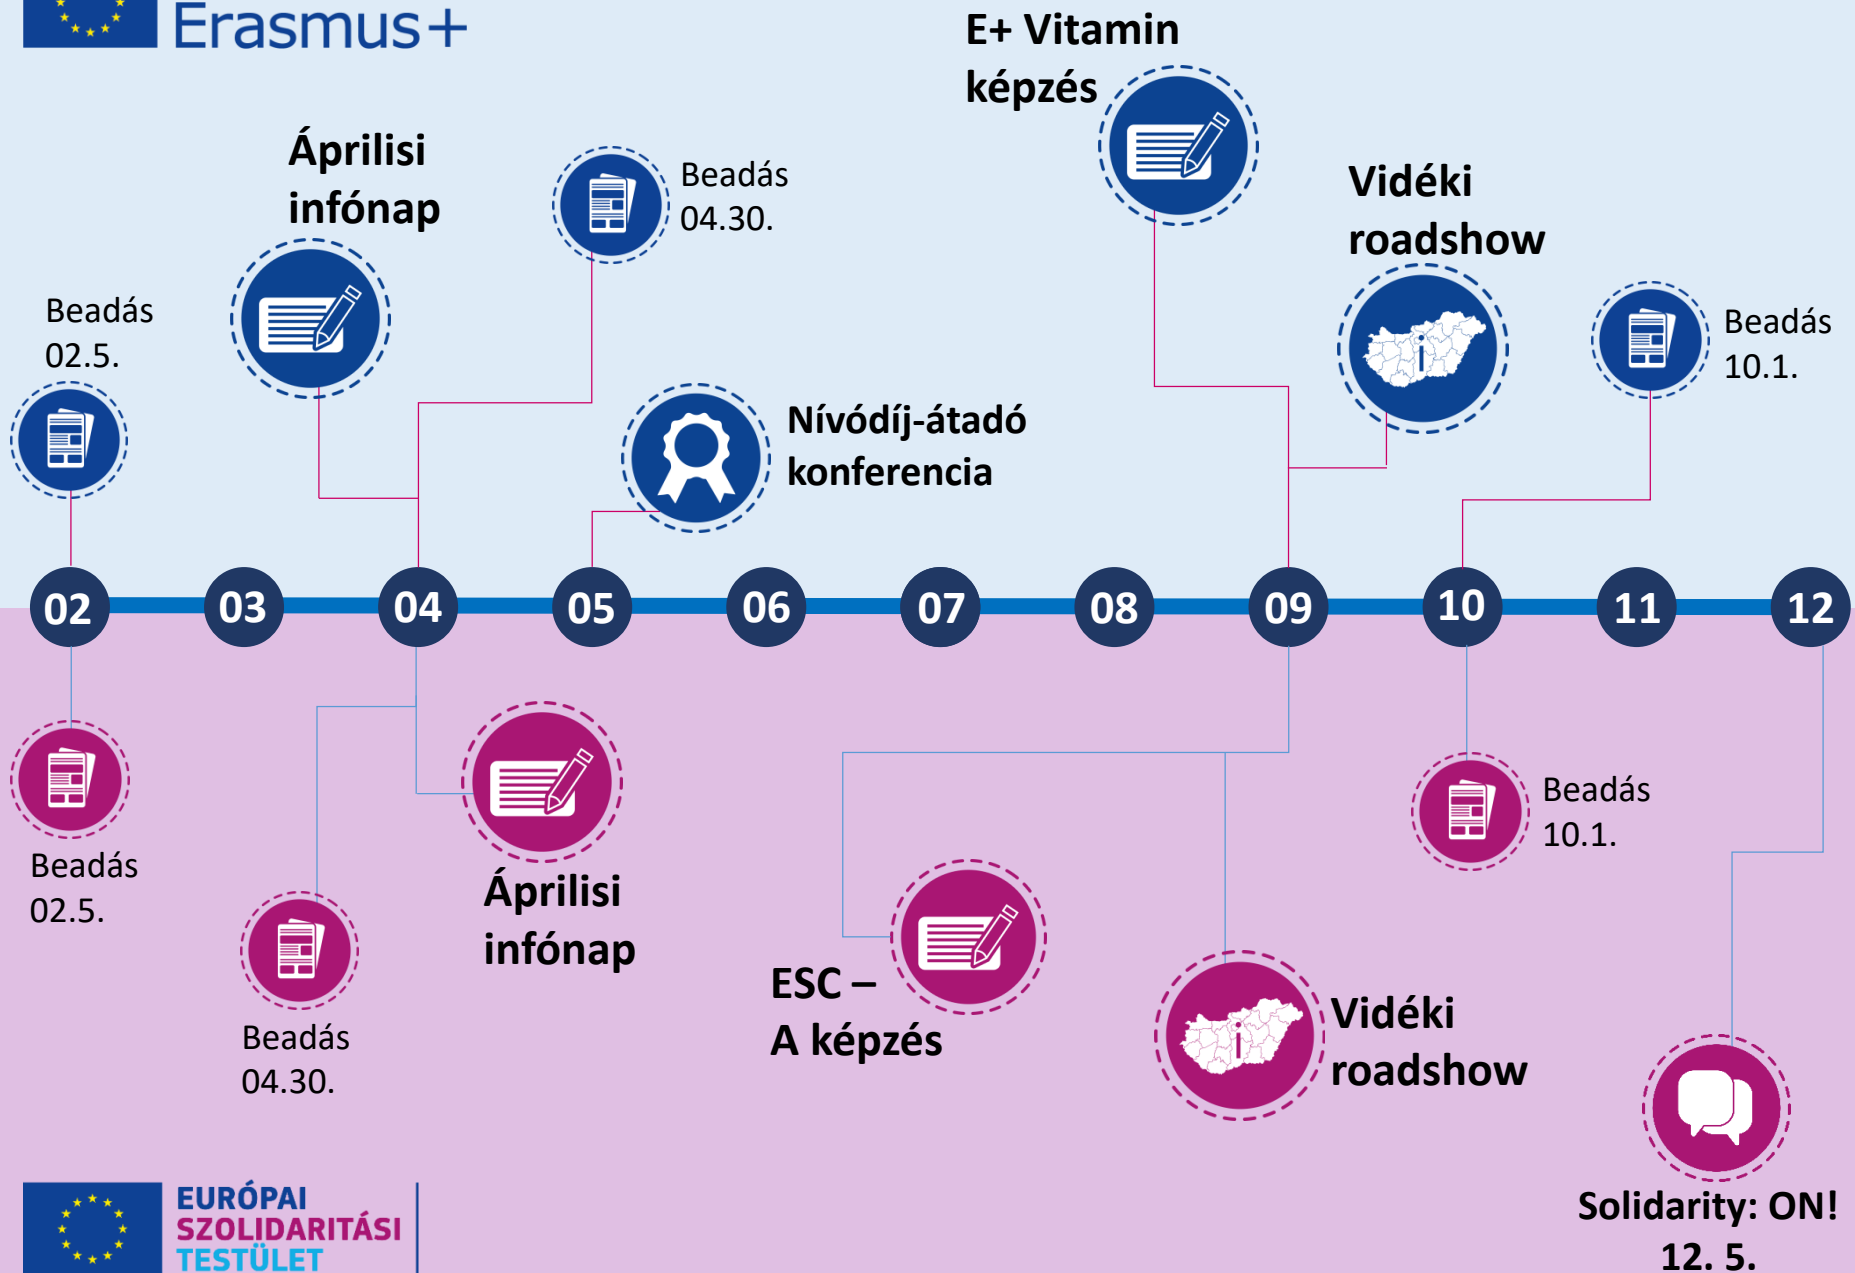 Erasmus+
E+ Vitamin
képzés
Áprilisi
infónap
Beadás
04.30.
Vidéki
roadshow
Beadás
02.5.
Beadás
10.1.
Nívódíj-átadó
konferencia
02
03
04
05
06
07
08
09
10
11
12
Beadás
02.5.
Áprilisi
infónap
Beadás
10.1.
Beadás
04.30.
ESC –
A képzés
Vidéki
roadshow
Solidarity: ON!
12. 5.
EURÓPAI
SZOLIDARITÁSI
TESTÜLET